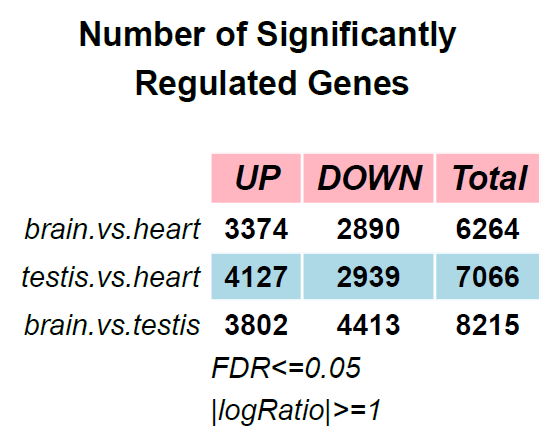 Number of Significantly
Regulated Genes
UP DOWN Total
brain.vs.heart 3374 2890 6264
testis.vs.heart 4127 2939 7066
brain.vs.testis 3802 4413 8215
FDR<=0.05
|logRatio|>=1